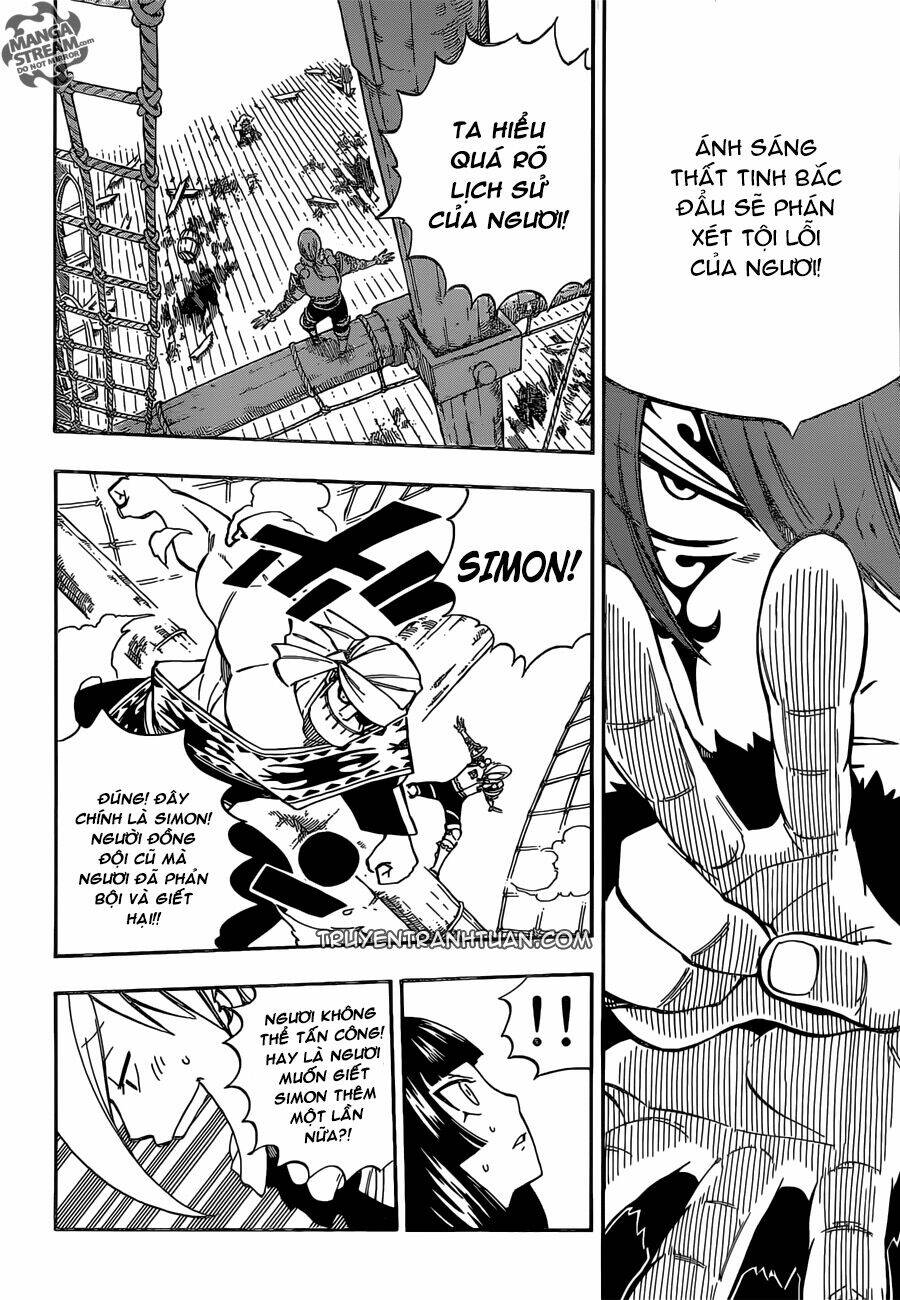 MANGA
STREAM.com
DO NOT MIRROR!
ÁNH SÁNG
THẤT TINH BẮC
ĐẨU SẼ PHÁN
XÉT TỘI LỖI
CỦA NGƯƠI!
TA HIỂU
QUÁ RÕ
LỊCH SỬ
CỦA NGƯƠI!
SIMON!
ĐÚNG! ĐÂY
CHÍNH LÀ SIMON!
NGƯỜI ĐỒNG
ĐỘI CŨ MÀ
NGƯƠI ĐÃ PHẢN
BỘI VÀ GIẾT
HẠI!!
TRUYENTRANHTUAN.COM
!!
NGƯƠI KHÔNG
THỂ TẤN CÔNG!
HAY LÀ NGƯƠI
MUỐN GIẾT
SIMON THÊM
MỘT LẦN
NỮA?!